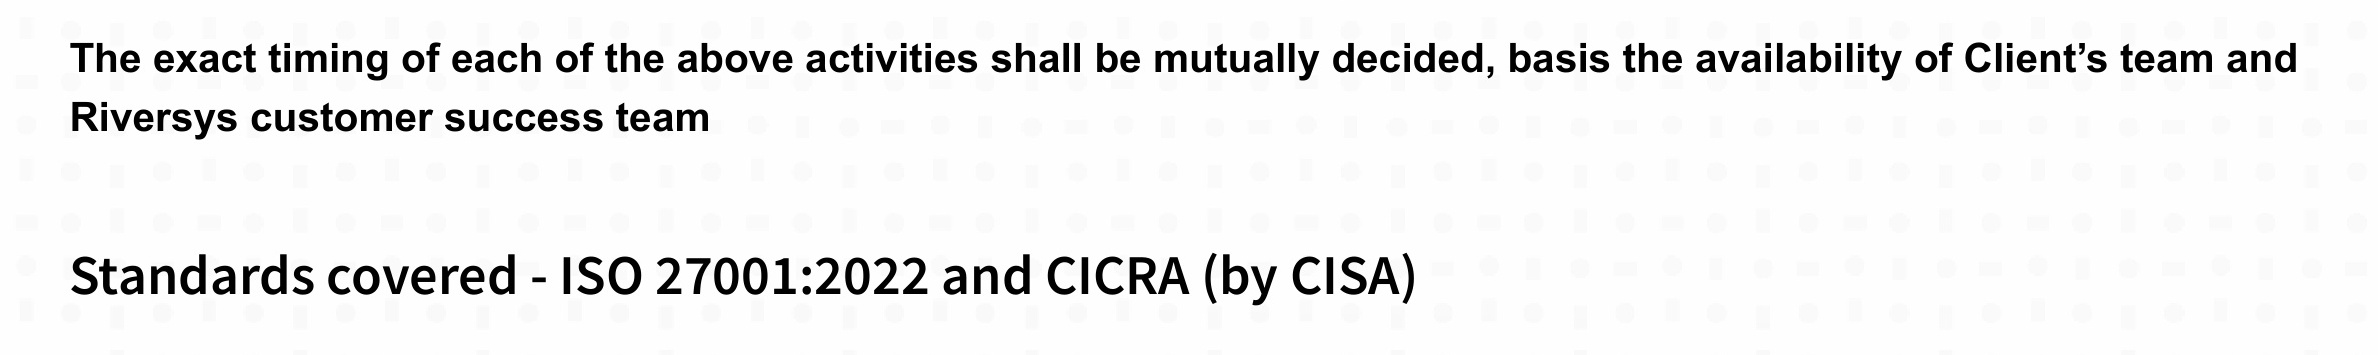 The exact timing of each of the above activities shall be mutually decided, basis the availability of Client’s team and
Riversys customer success team
Standards covered - ISO 27001:2022 and CICRA (by CISA)